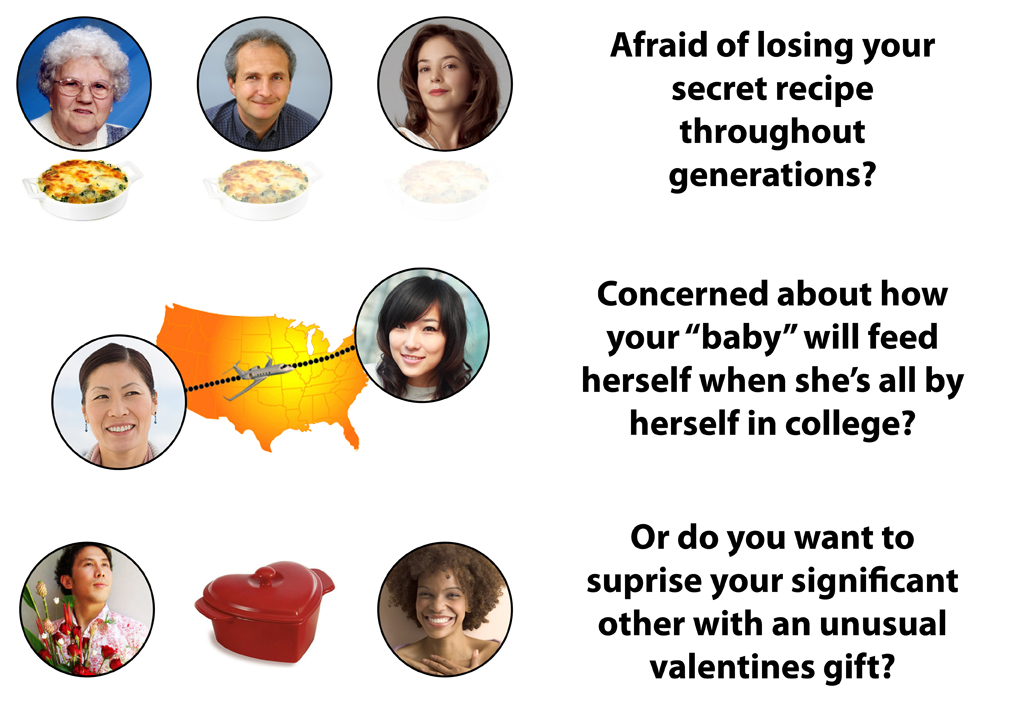 Afraid of losing your
secret recipe
throughout
generations?
Concerned about how
your “baby” will feed
herself when she’s all by
herself in college?
Or do you want to
suprise your significant
other with an unusual
valentines gift?